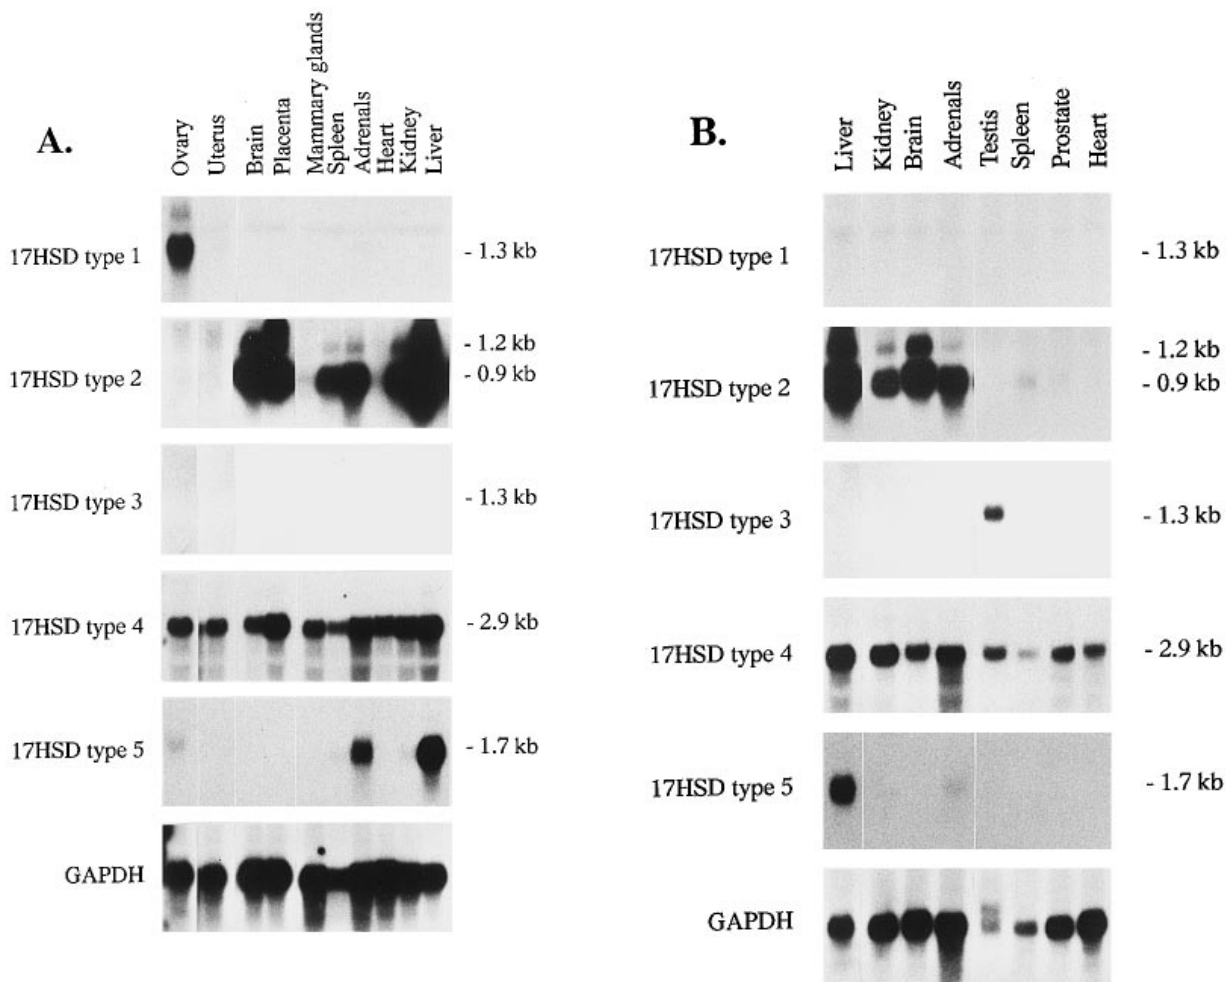 A.
Ovary
Uterus
Brain
Placenta
Mammary glands
Spleen
Adrenals
Heart
Kidney
Liver
17HSD type 1
- 1.3 kb
17HSD type 2
- 1.2 kb
- 0.9 kb
17HSD type 3
- 1.3 kb
17HSD type 4
- 2.9 kb
17HSD type 5
- 1.7 kb
GAPDH
B.
Liver
Kidney
Brain
Adrenals
Testis
Spleen
Prostate
Heart
17HSD type 1
- 1.3 kb
17HSD type 2
- 1.2 kb
- 0.9 kb
17HSD type 3
- 1.3 kb
17HSD type 4
- 2.9 kb
17HSD type 5
- 1.7 kb
GAPDH